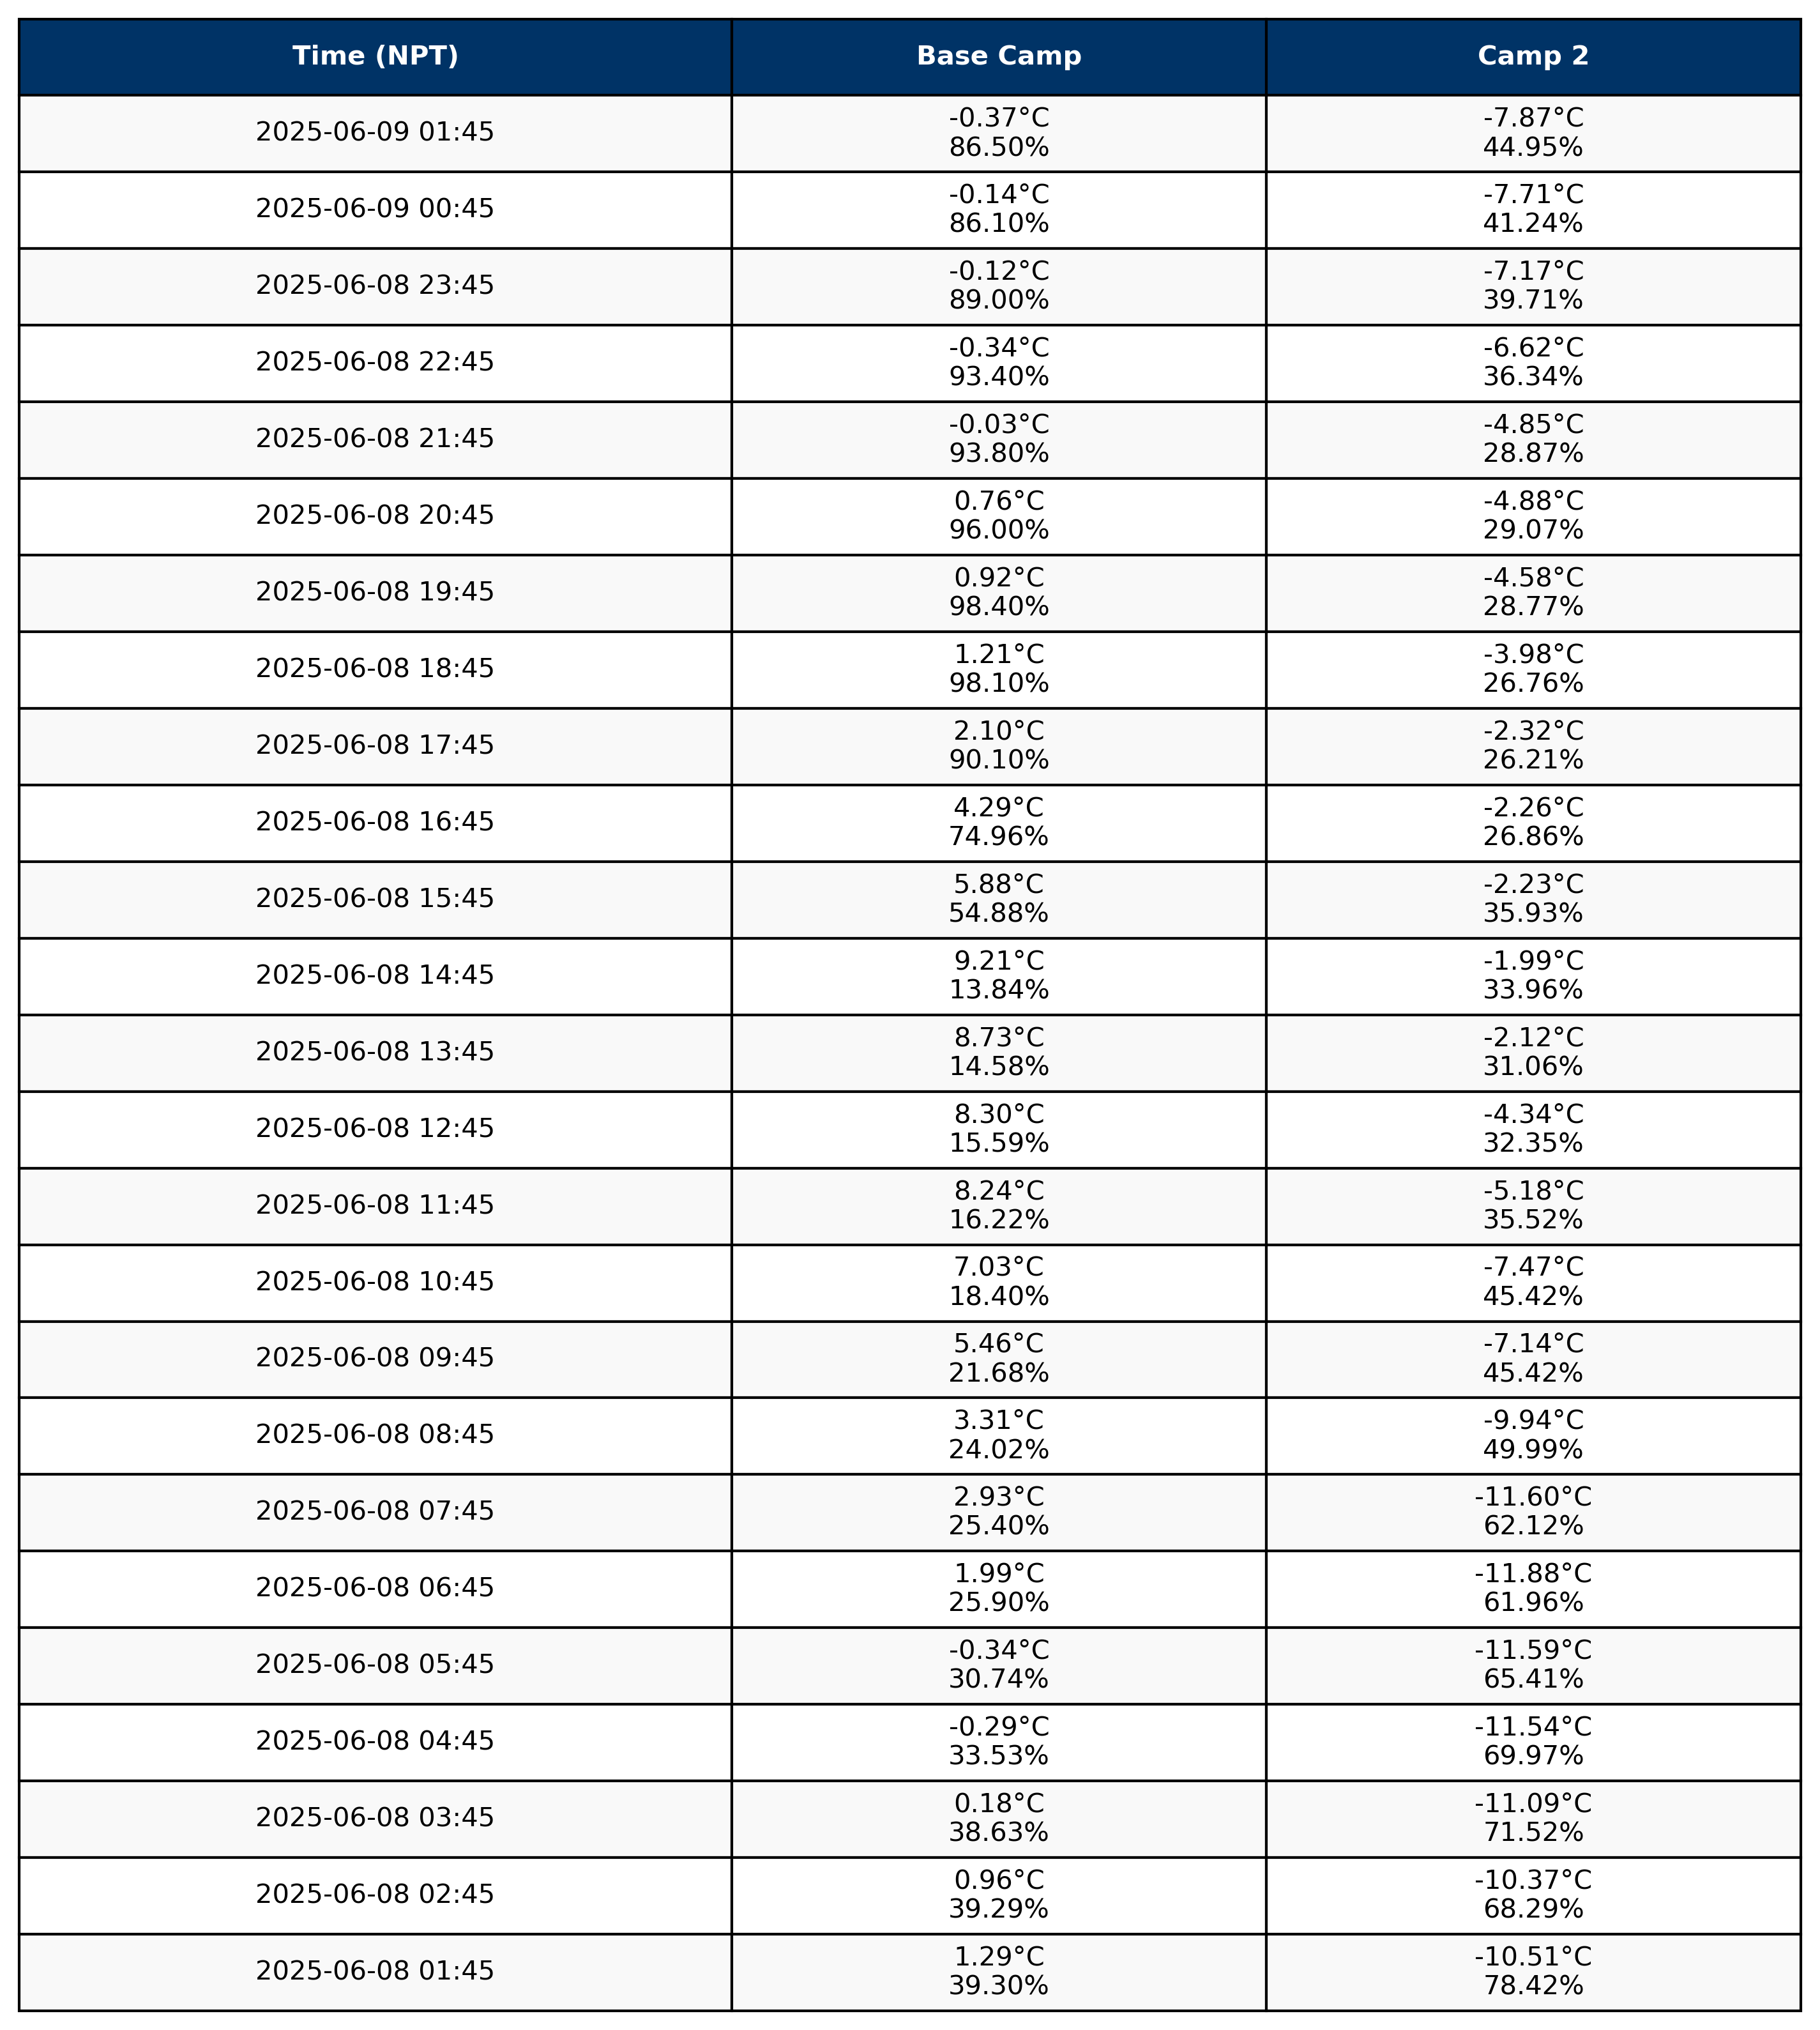 Time (NPT) Base Camp Camp 2
2025-06-09 01:45 -0.37°C -7.87°C
86.50% 44.95%
2025-06-09 00:45 -0.14°C -7.71°C
86.10% 41.24%
2025-06-08 23:45 -0.12°C -7.17°C
89.00% 39.71%
2025-06-08 22:45 -0.34°C -6.62°C
93.40% 36.34%
2025-06-08 21:45 -0.03°C -4.85°C
93.80% 28.87%
2025-06-08 20:45 0.76°C -4.88°C
96.00% 29.07%
2025-06-08 19:45 0.92°C -4.58°C
98.40% 28.77%
2025-06-08 18:45 1.21°C -3.98°C
98.10% 26.76%
2025-06-08 17:45 2.10°C -2.32°C
90.10% 26.21%
2025-06-08 16:45 4.29°C -2.26°C
74.96% 26.86%
2025-06-08 15:45 5.88°C -2.23°C
54.88% 35.93%
2025-06-08 14:45 9.21°C -1.99°C
13.84% 33.96%
2025-06-08 13:45 8.73°C -2.12°C
14.58% 31.06%
2025-06-08 12:45 8.30°C -4.34°C
15.59% 32.35%
2025-06-08 11:45 8.24°C -5.18°C
16.22% 35.52%
2025-06-08 10:45 7.03°C -7.47°C
18.40% 45.42%
2025-06-08 09:45 5.46°C -7.14°C
21.68% 45.42%
2025-06-08 08:45 3.31°C -9.94°C
24.02% 49.99%
2025-06-08 07:45 2.93°C -11.60°C
25.40% 62.12%
2025-06-08 06:45 1.99°C -11.88°C
25.90% 61.96%
2025-06-08 05:45 -0.34°C -11.59°C
30.74% 65.41%
2025-06-08 04:45 -0.29°C -11.54°C
33.53% 69.97%
2025-06-08 03:45 0.18°C -11.09°C
38.63% 71.52%
2025-06-08 02:45 0.96°C -10.37°C
39.29% 68.29%
2025-06-08 01:45 1.29°C -10.51°C
39.30% 78.42%